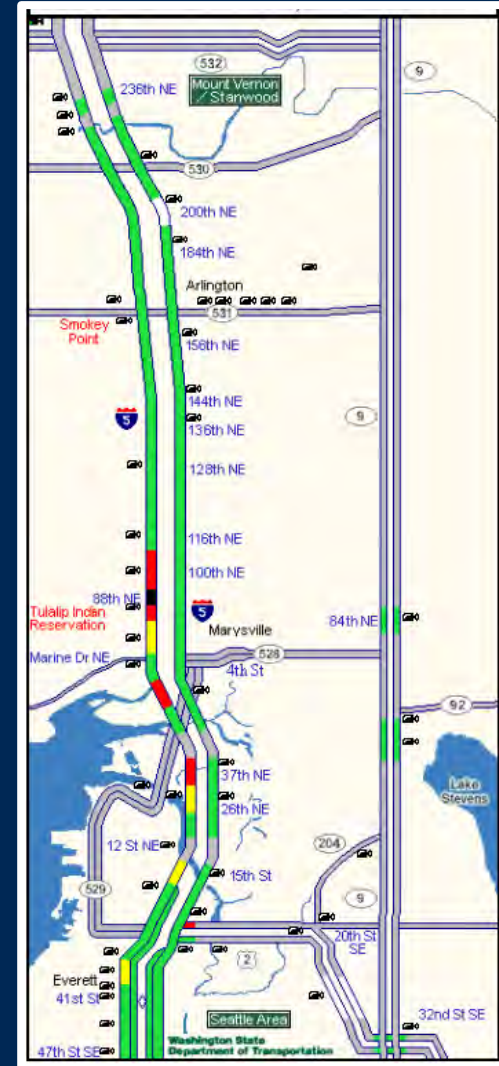 532
9
236th NE
Mount Vernon
/ Stanwood
530
200th NE
184th NE
Arlington
531
Smokey
Point
156th NE
144th NE
9
5
136th NE
128th NE
116th NE
100th NE
88th NE
Tulalip Indian
Reservation
5
84th NE
Marysville
Marine Dr NE
528
4th St
92
37th NE
Lake
Stevens
26th NE
12 St NE
204
15th St
529
9
20th St
SE
2
Everett
41st St
Seattle Area
32nd St SE
Washington State
Department of Transportation
47th St SE